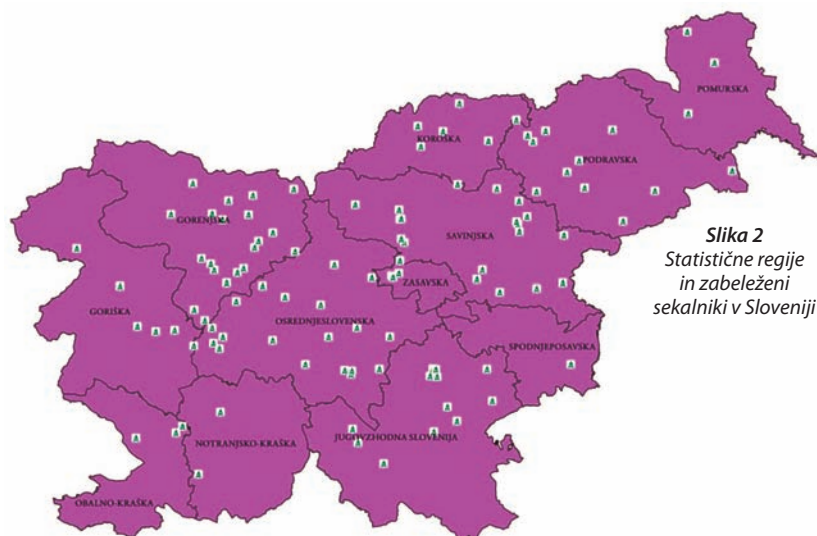 POMURSKA
KOROŠKA
PODRAVSKA
GORENJSKA
SAVINJSKA
Slika 2
Statistične regije
in zabeleženi
sekalniki v Sloveniji
ZASAVSKA
GORIŠKA
OSREDNJESLOVENSKA
SPODNJEPOSAVSKA
NOTRANJSKO-KRAŠKA
JUGOVZHODNA SLOVENIJA
OBALNO-KRAŠKA